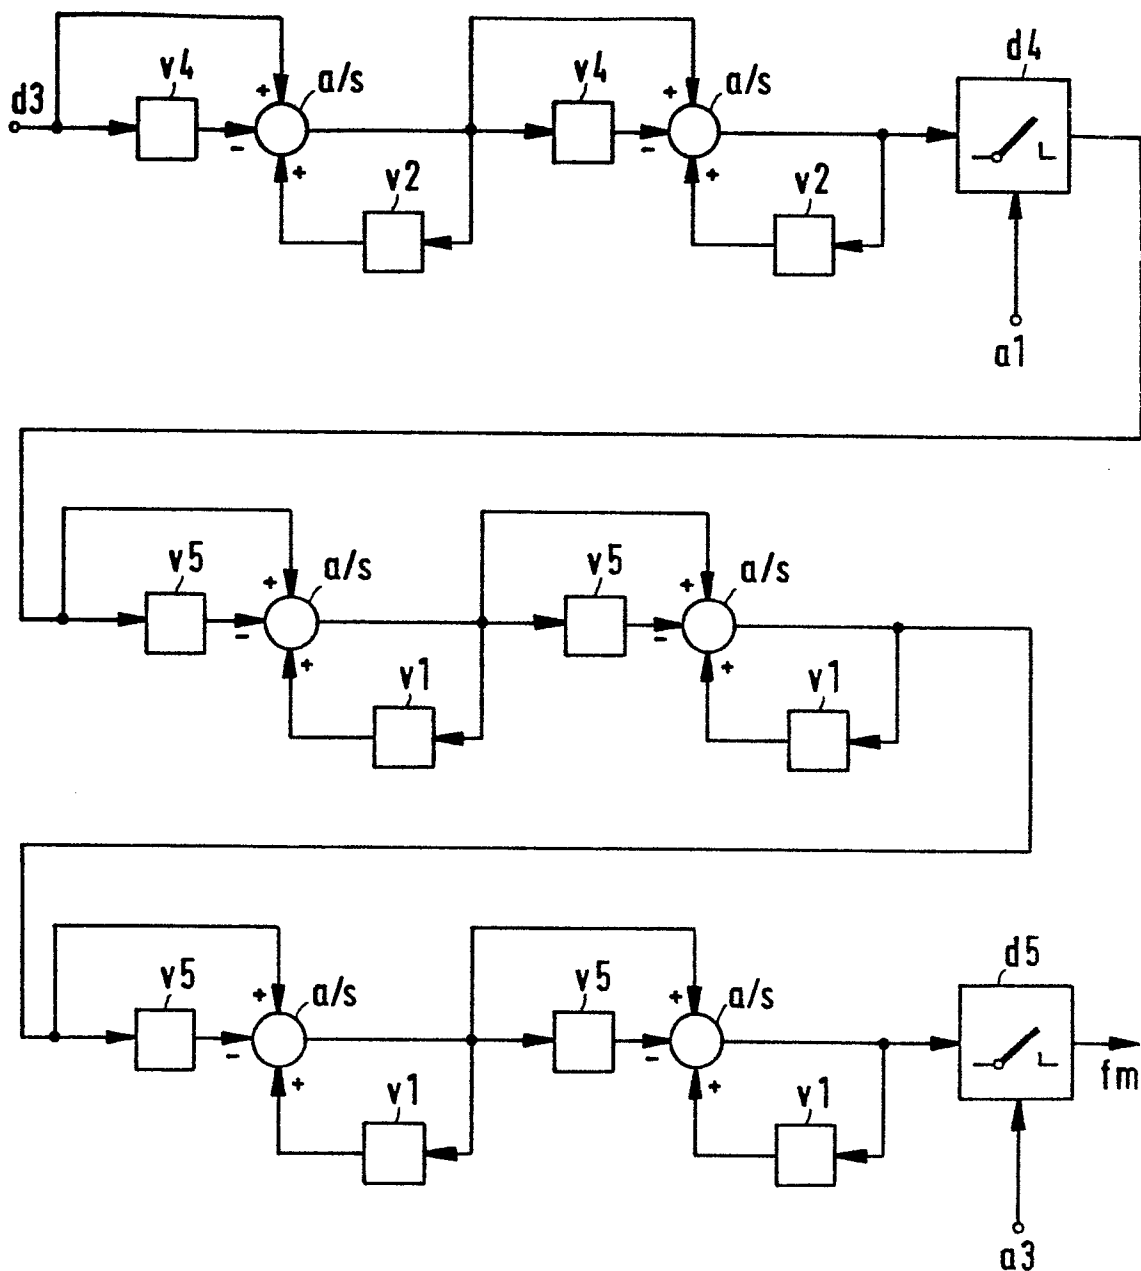 d3
v4
+
a/s
-
+
v2
v4
+
a/s
-
+
v2
d4
a1
v5
+
a/s
-
+
v1
v5
+
a/s
-
+
v1
v5
+
a/s
-
+
v1
v5
+
a/s
-
+
v1
d5
fm
a3